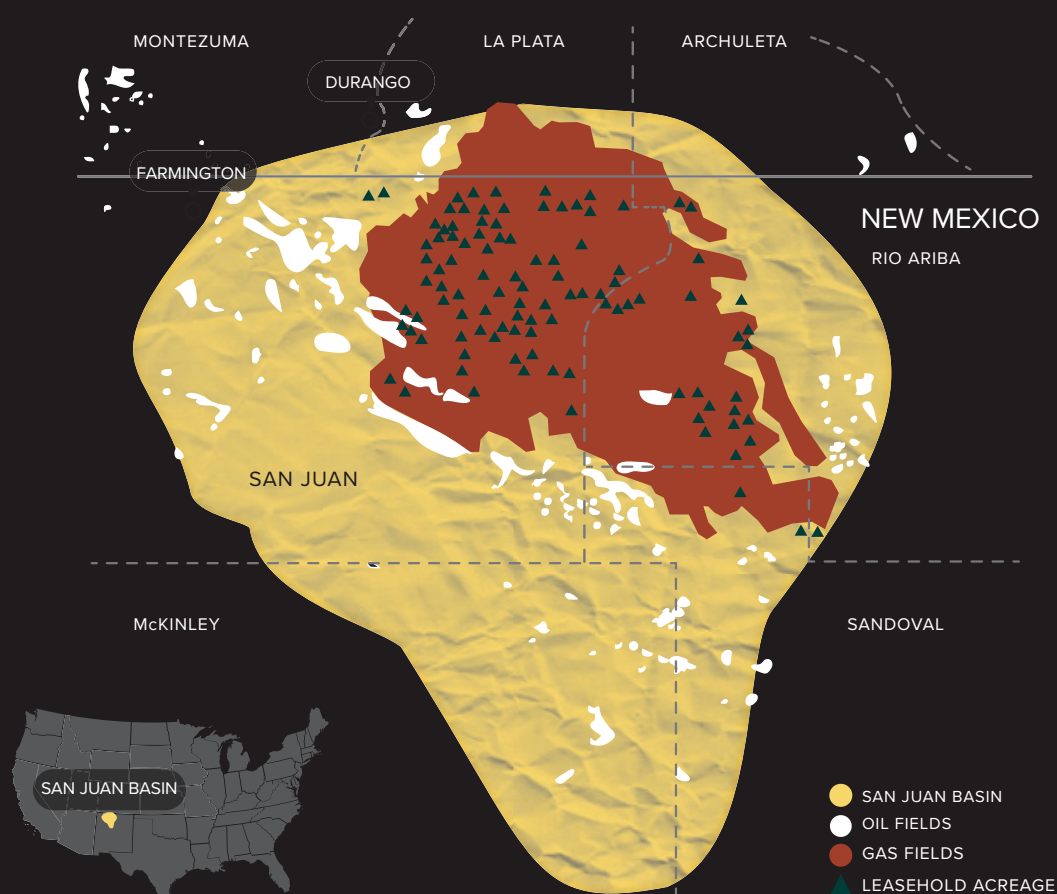 MONTEZUMA
LA PLATA
ARCHULETA
DURANGO
FARMINGTON
NEW MEXICO
RIO ARIBA
SAN JUAN
McKINLEY
SANDOVAL
SAN JUAN BASIN
SAN JUAN BASIN
OIL FIELDS
GAS FIELDS
LEASEHOLD ACREAGE